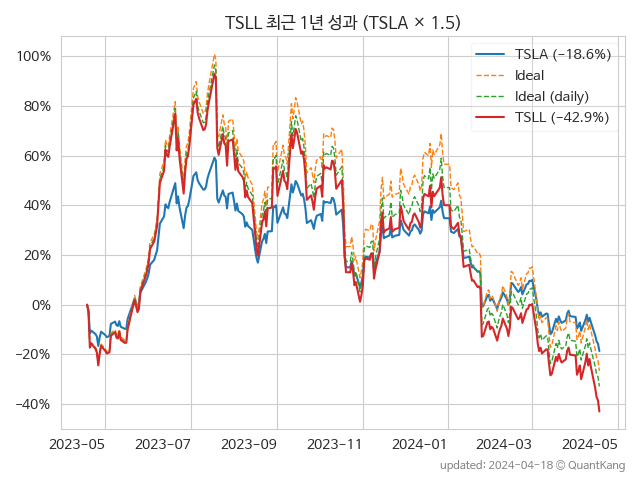 TSLL 최근 1년 성과 (TSLA × 1.5)
100%
80%
60%
40%
20%
0%
−20%
−40%
TSLA (−18.6%)
Ideal
Ideal (daily)
TSLL (−42.9%)
2023-05
2023-07
2023-09
2023-11
2024-01
2024-03
2024-05
updated: 2024-04-18 © QuantKang